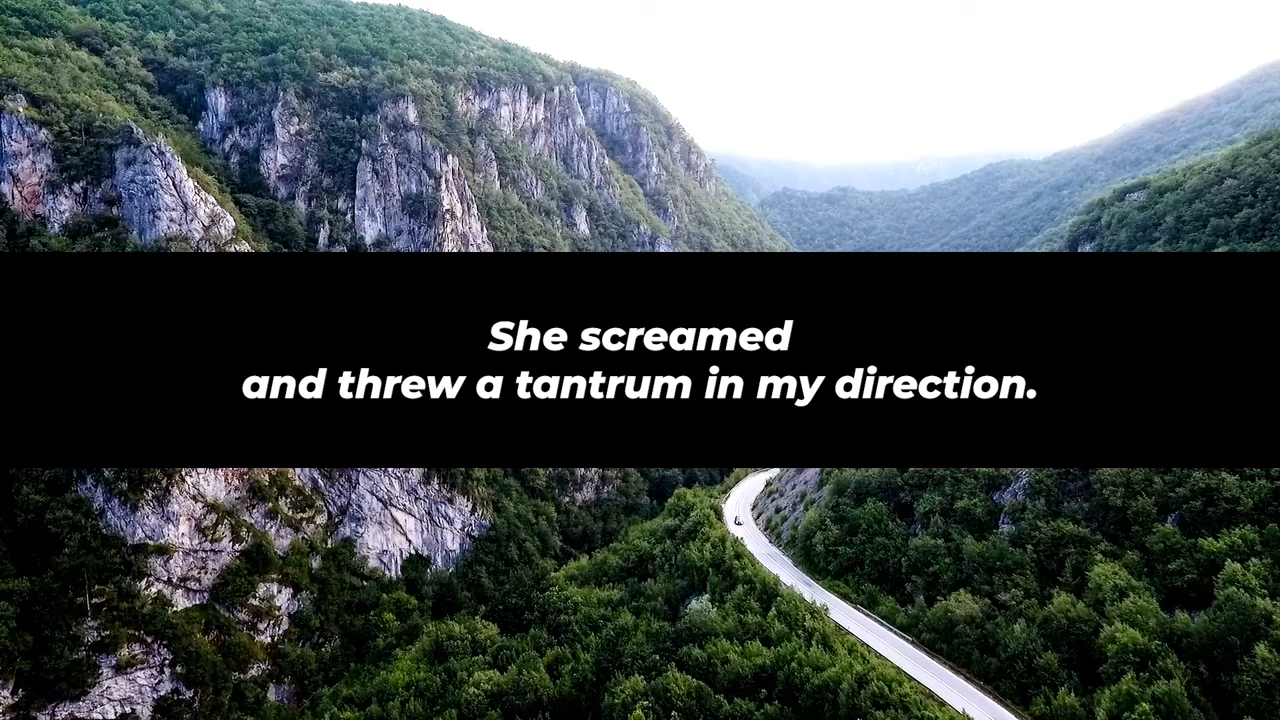 She screamed
and threw a tantrum in my direction.